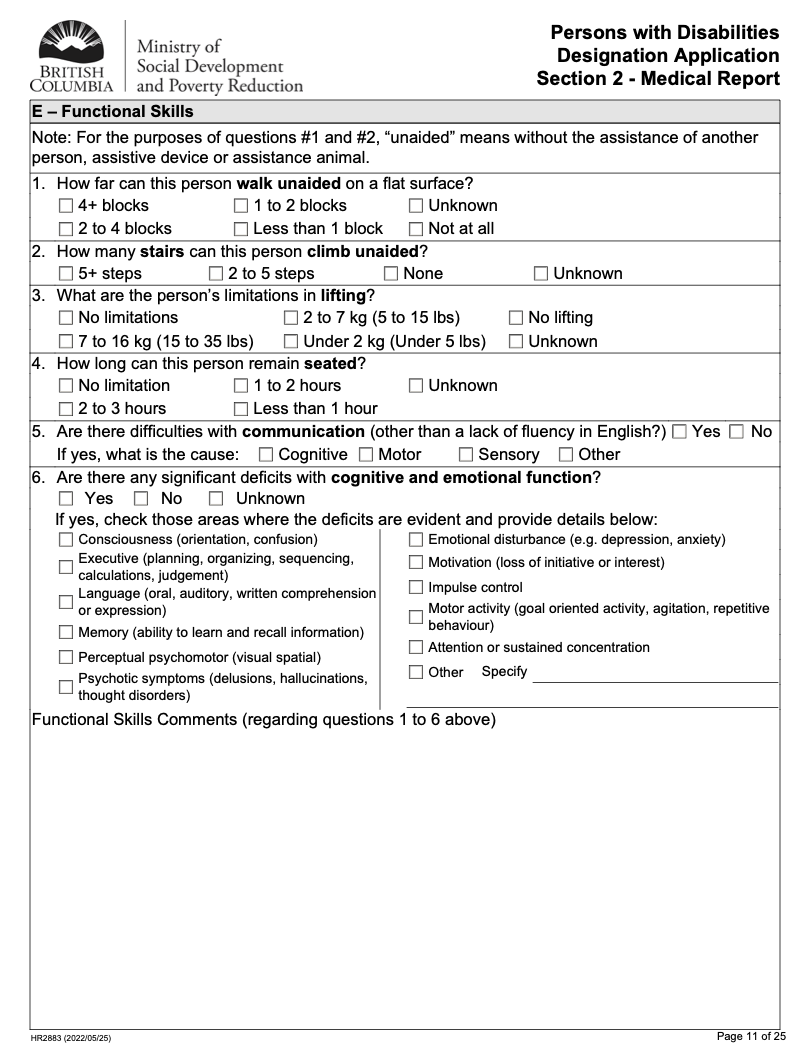 BRITISH
COLUMBIA
Ministry of
Social Development
and Poverty Reduction
Persons with Disabilities
Designation Application
Section 2 - Medical Report
E – Functional Skills
Note: For the purposes of questions #1 and #2, “unaided” means without the assistance of another
person, assistive device or assistance animal.
1. How far can this person walk unaided on a flat surface?
4+ blocks 1 to 2 blocks Unknown
2 to 4 blocks Less than 1 block Not at all
2. How many stairs can this person climb unaided?
5+ steps 2 to 5 steps None Unknown
3. What are the person’s limitations in lifting?
No limitations 2 to 7 kg (5 to 15 lbs) No lifting
7 to 16 kg (15 to 35 lbs) Under 2 kg (Under 5 lbs) Unknown
4. How long can this person remain seated?
No limitation 1 to 2 hours Unknown
2 to 3 hours Less than 1 hour
5. Are there difficulties with communication (other than a lack of fluency in English?) Yes No
If yes, what is the cause: Cognitive Motor Sensory Other
6. Are there any significant deficits with cognitive and emotional function?
Yes No Unknown
If yes, check those areas where the deficits are evident and provide details below:
Consciousness (orientation, confusion)
Executive (planning, organizing, sequencing,
calculations, judgement)
Language (oral, auditory, written comprehension
or expression)
Memory (ability to learn and recall information)
Perceptual psychomotor (visual spatial)
Psychotic symptoms (delusions, hallucinations,
thought disorders)
Emotional disturbance (e.g. depression, anxiety)
Motivation (loss of initiative or interest)
Impulse control
Motor activity (goal oriented activity, agitation, repetitive
behaviour)
Attention or sustained concentration
Other Specify
Functional Skills Comments (regarding questions 1 to 6 above)
HR2883 (2022/05/25)
Page 11 of 25